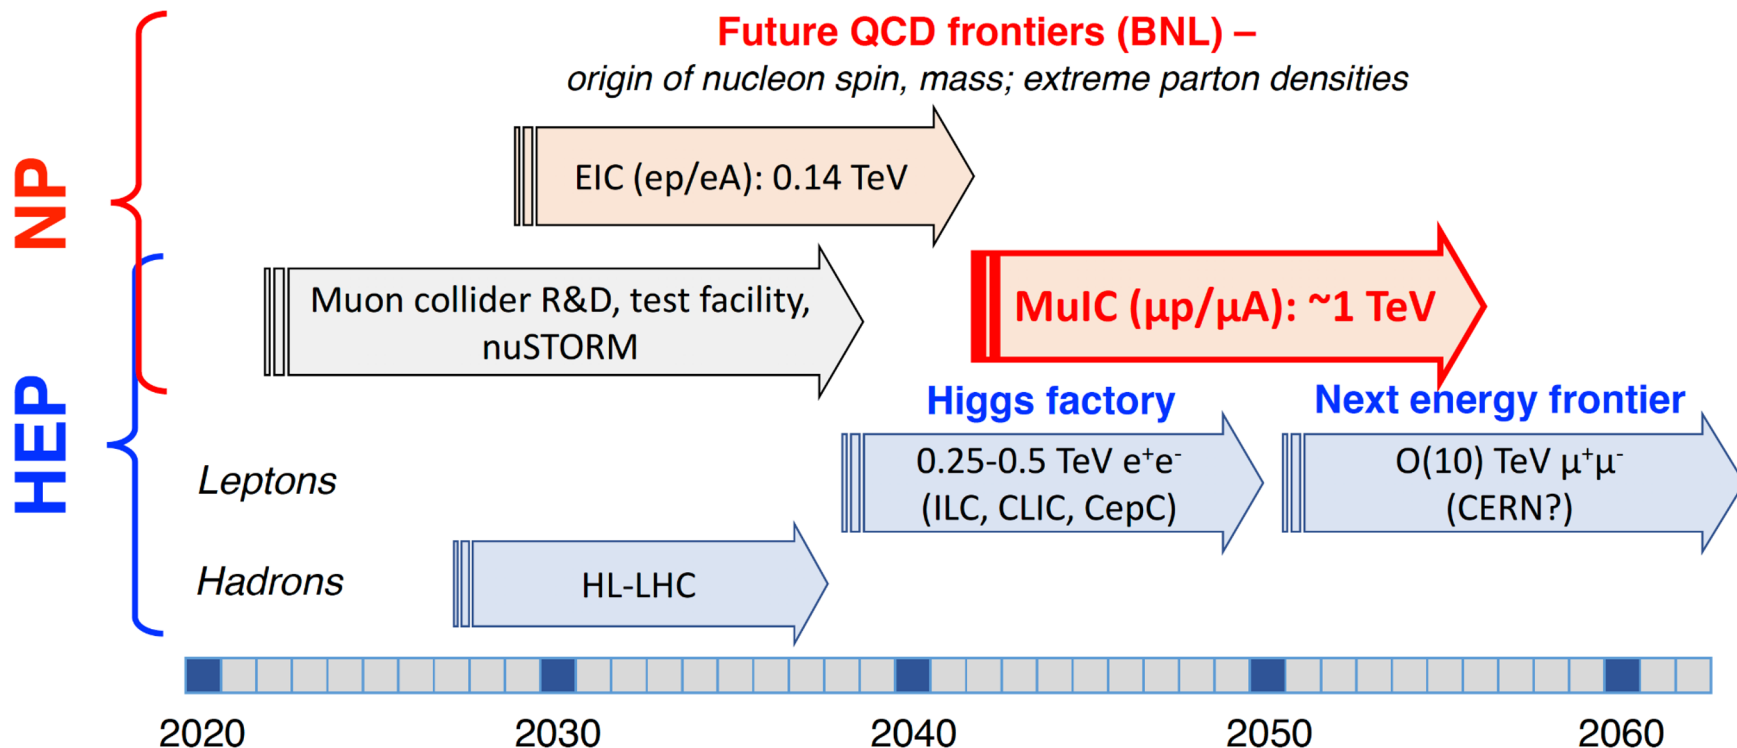 Future QCD frontiers (BNL) –
origin of nucleon spin, mass; extreme parton densities
NP
EIC (ep/eA): 0.14 TeV
Muon collider R&D, test facility,
nuSTORM
MuIC (μp/μA): ~1 TeV
HEP
Higgs factory
Next energy frontier
Leptons
0.25-0.5 TeV e⁺e⁻
(ILC, CLIC, CepC)
O(10) TeV μ⁺μ⁻
(CERN?)
Hadrons
HL-LHC
2020 2030 2040 2050 2060